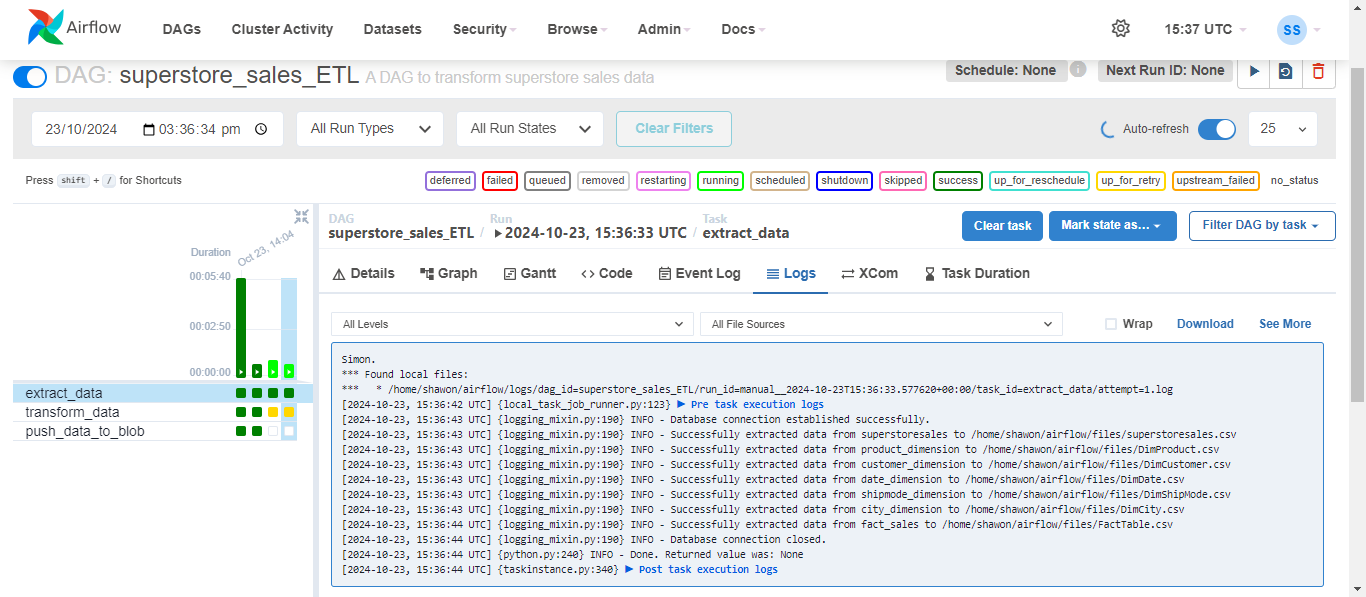 Airflow DAGs Cluster Activity Datasets Security Browse Admin Docs 15:37 UTC SS
DAG: superstore_sales_ETL A DAG to transform superstore sales data Schedule: None i Next Run ID: None
23/10/2024 03:36:34 pm All Run Types All Run States Clear Filters Auto-refresh 25
Press shift + / for Shortcuts deferred failed queued removed restarting running scheduled shutdown skipped success up_for_reschedule up_for_retry upstream_failed no_status
Duration
Oct 23, 14:04
00:05:40
00:02:50
00:00:00
extract_data
transform_data
push_data_to_blob
DAG Run Task
superstore_sales_ETL / 2024-10-23, 15:36:33 UTC / extract_data
Clear task Mark state as... Filter DAG by task
Details Graph Gantt Code Event Log Logs XCom Task Duration
All Levels All File Sources Wrap Download See More
Simon.
*** Found local files:
*** * /home/shawon/airflow/logs/dag_id=superstore_sales_ETL/run_id=manual__2024-10-23T15:36:33.577620+00:00/task_id=extract_data/attempt=1.log
[2024-10-23, 15:36:42 UTC] {local_task_job_runner.py:123} ▶ Pre task execution logs
[2024-10-23, 15:36:43 UTC] {logging_mixin.py:190} INFO - Database connection established successfully.
[2024-10-23, 15:36:43 UTC] {logging_mixin.py:190} INFO - Successfully extracted data from superstoresales to /home/shawon/airflow/files/superstoresales.csv
[2024-10-23, 15:36:43 UTC] {logging_mixin.py:190} INFO - Successfully extracted data from product_dimension to /home/shawon/airflow/files/DimProduct.csv
[2024-10-23, 15:36:43 UTC] {logging_mixin.py:190} INFO - Successfully extracted data from customer_dimension to /home/shawon/airflow/files/DimCustomer.csv
[2024-10-23, 15:36:43 UTC] {logging_mixin.py:190} INFO - Successfully extracted data from date_dimension to /home/shawon/airflow/files/DimDate.csv
[2024-10-23, 15:36:43 UTC] {logging_mixin.py:190} INFO - Successfully extracted data from shipmode_dimension to /home/shawon/airflow/files/DimShipMode.csv
[2024-10-23, 15:36:43 UTC] {logging_mixin.py:190} INFO - Successfully extracted data from city_dimension to /home/shawon/airflow/files/DimCity.csv
[2024-10-23, 15:36:44 UTC] {logging_mixin.py:190} INFO - Successfully extracted data from fact_sales to /home/shawon/airflow/files/FactTable.csv
[2024-10-23, 15:36:44 UTC] {logging_mixin.py:190} INFO - Database connection closed.
[2024-10-23, 15:36:44 UTC] {python.py:240} INFO - Done. Returned value was: None
[2024-10-23, 15:36:44 UTC] {taskinstance.py:340} ▶ Post task execution logs